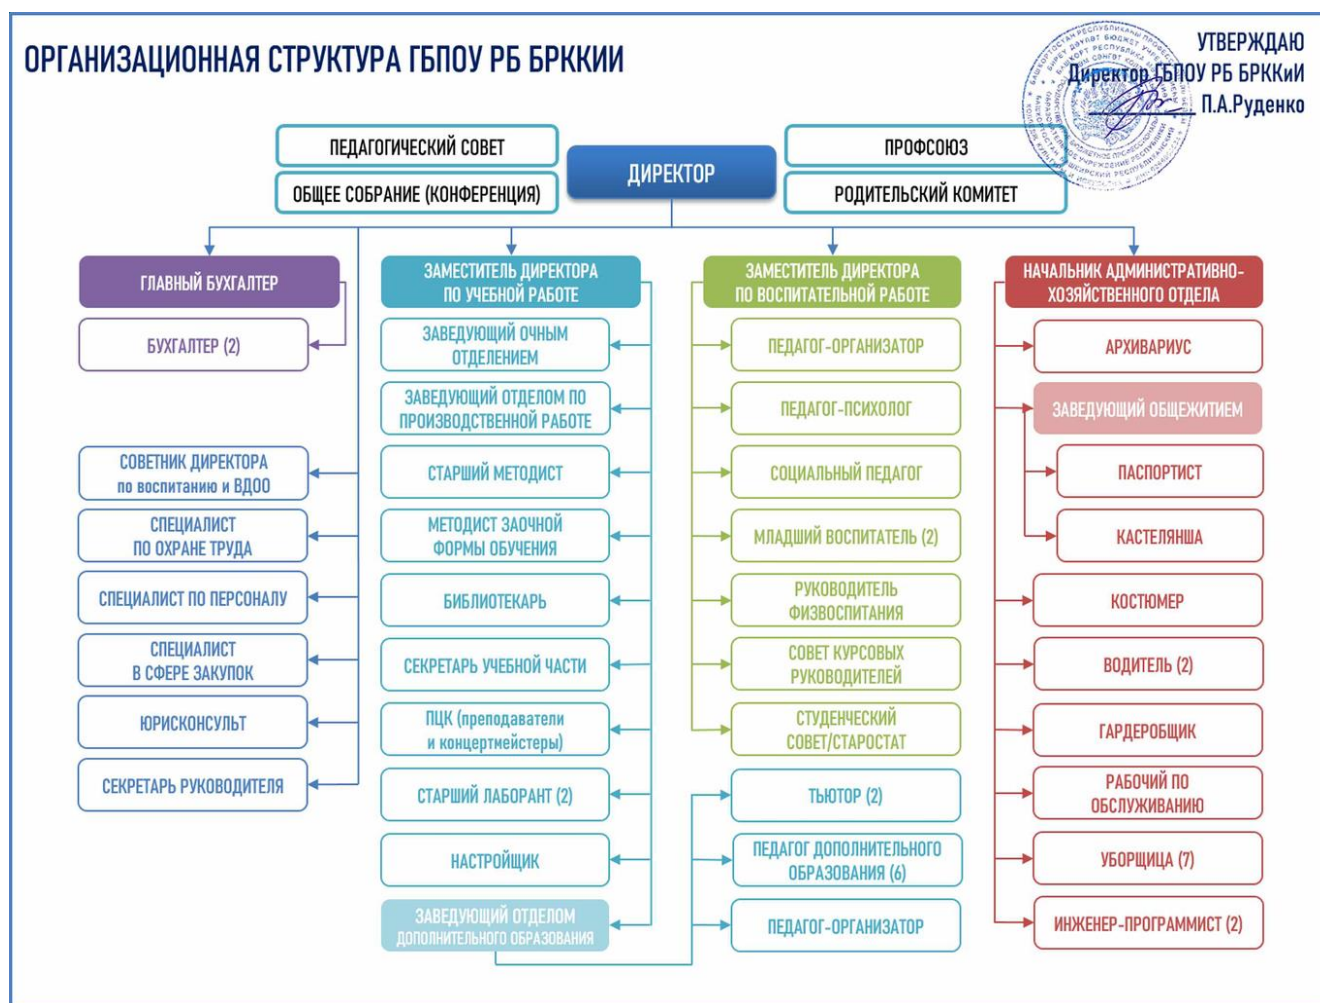 ОРГАНИЗАЦИОННАЯ СТРУКТУРА ГБПОУ РБ БРККИИ
УТВЕРЖДАЮ
Директор ГБПОУ РБ БРККиИ
П.А.Руденко
ПЕДАГОГИЧЕСКИЙ СОВЕТ
ОБЩЕЕ СОБРАНИЕ (КОНФЕРЕНЦИЯ)
ДИРЕКТОР
ПРОФСОЮЗ
РОДИТЕЛЬСКИЙ КОМИТЕТ
ГЛАВНЫЙ БУХГАЛТЕР
БУХГАЛТЕР (2)
СОВЕТНИК ДИРЕКТОРА
по воспитанию и ВДОО
СПЕЦИАЛИСТ
ПО ОХРАНЕ ТРУДА
СПЕЦИАЛИСТ ПО ПЕРСОНАЛУ
СПЕЦИАЛИСТ
В СФЕРЕ ЗАКУПОК
ЮРИСКОНСУЛЬТ
СЕКРЕТАРЬ РУКОВОДИТЕЛЯ
ЗАМЕСТИТЕЛЬ ДИРЕКТОРА
ПО УЧЕБНОЙ РАБОТЕ
ЗАВЕДУЮЩИЙ ОЧНЫМ
ОТДЕЛЕНИЕМ
ЗАВЕДУЮЩИЙ ОТДЕЛОМ ПО
ПРОИЗВОДСТВЕННОЙ РАБОТЕ
СТАРШИЙ МЕТОДИСТ
МЕТОДИСТ ЗАОЧНОЙ
ФОРМЫ ОБУЧЕНИЯ
БИБЛИОТЕКАРЬ
СЕКРЕТАРЬ УЧЕБНОЙ ЧАСТИ
ПЦК (преподаватели
и концертмейстеры)
СТАРШИЙ ЛАБОРАНТ (2)
НАСТРОЙЩИК
ЗАВЕДУЮЩИЙ ОТДЕЛОМ
ДОПОЛНИТЕЛЬНОГО ОБРАЗОВАНИЯ
ЗАМЕСТИТЕЛЬ ДИРЕКТОРА
ПО ВОСПИТАТЕЛЬНОЙ РАБОТЕ
ПЕДАГОГ-ОРГАНИЗАТОР
ПЕДАГОГ-ПСИХОЛОГ
СОЦИАЛЬНЫЙ ПЕДАГОГ
МЛАДШИЙ ВОСПИТАТЕЛЬ (2)
РУКОВОДИТЕЛЬ
ФИЗВОСПИТАНИЯ
СОВЕТ КУРСОВЫХ
РУКОВОДИТЕЛЕЙ
СТУДЕНЧЕСКИЙ
СОВЕТ/СТАРОСТАТ
ТЬЮТОР (2)
ПЕДАГОГ ДОПОЛНИТЕЛЬНОГО
ОБРАЗОВАНИЯ (6)
ПЕДАГОГ-ОРГАНИЗАТОР
НАЧАЛЬНИК АДМИНИСТРАТИВНО-
ХОЗЯЙСТВЕННОГО ОТДЕЛА
АРХИВАРИУС
ЗАВЕДУЮЩИЙ ОБЩЕЖИТИЕМ
ПАСПОРТИСТ
КАСТЕЛЯНША
КОСТЮМЕР
ВОДИТЕЛЬ (2)
ГАРДЕРОБЩИК
РАБОЧИЙ ПО
ОБСЛУЖИВАНИЮ
УБОРЩИЦА (7)
ИНЖЕНЕР-ПРОГРАММИСТ (2)